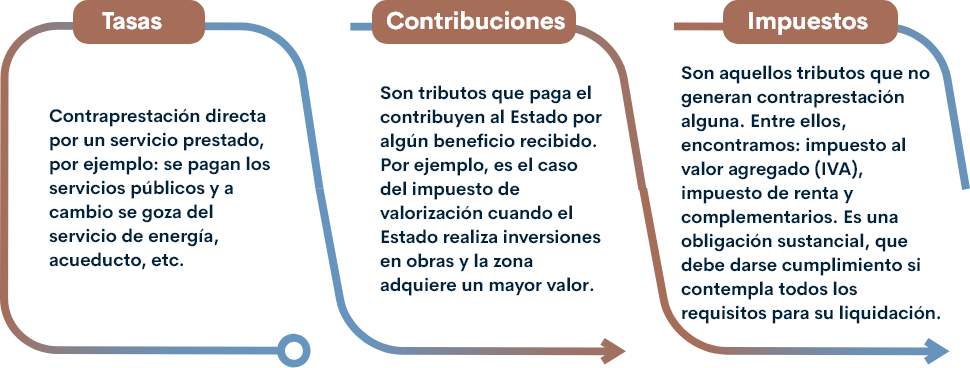 Tasas
Contraprestación directa
por un servicio prestado,
por ejemplo: se pagan los
servicios públicos y a
cambio se goza del
servicio de energía,
acueducto, etc.
Contribuciones
Son tributos que paga el
contribuyen al Estado por
algún beneficio recibido.
Por ejemplo, es el caso
del impuesto de
valorización cuando el
Estado realiza inversiones
en obras y la zona
adquiere un mayor valor.
Impuestos
Son aquellos tributos que no
generan contraprestación
alguna. Entre ellos,
encontramos: impuesto al
valor agregado (IVA),
impuesto de renta y
complementarios. Es una
obligación sustancial, que
debe darse cumplimiento si
contempla todos los
requisitos para su liquidación.